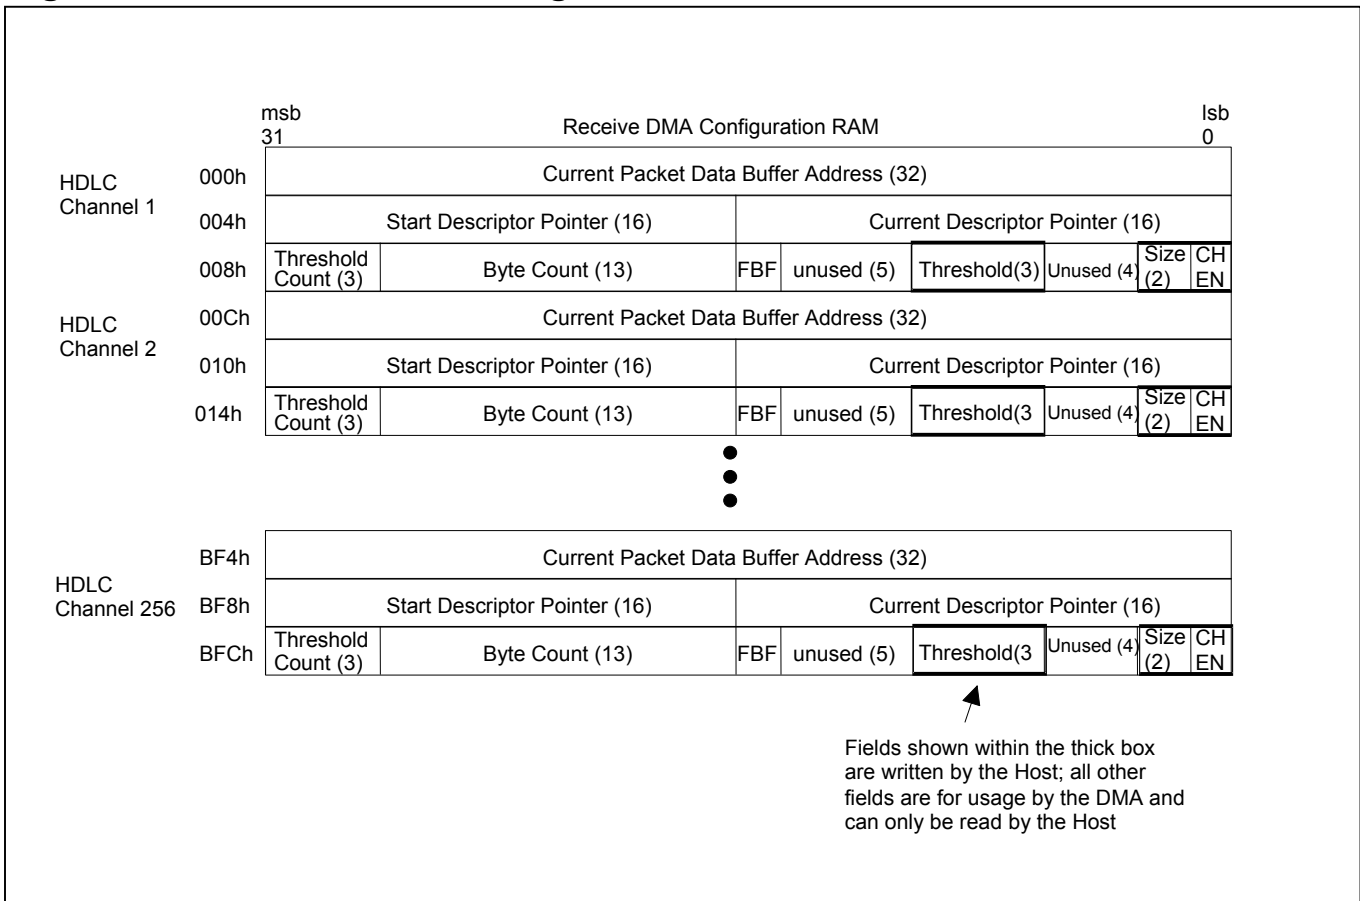 msb
31
Receive DMA Configuration RAM
lsb
0
HDLC
Channel 1
000h
Current Packet Data Buffer Address (32)
004h
Start Descriptor Pointer (16)
Current Descriptor Pointer (16)
008h
Threshold
Count (3)
Byte Count (13)
FBF
unused (5)
Threshold(3)
Unused (4)
Size
(2)
CH
EN
HDLC
Channel 2
00Ch
Current Packet Data Buffer Address (32)
010h
Start Descriptor Pointer (16)
Current Descriptor Pointer (16)
014h
Threshold
Count (3)
Byte Count (13)
FBF
unused (5)
Threshold(3
Unused (4)
Size
(2)
CH
EN
HDLC
Channel 256
BF4h
Current Packet Data Buffer Address (32)
BF8h
Start Descriptor Pointer (16)
Current Descriptor Pointer (16)
BFCh
Threshold
Count (3)
Byte Count (13)
FBF
unused (5)
Threshold(3
Unused (4)
Size
(2)
CH
EN
Fields shown within the thick box
are written by the Host; all other
fields are for usage by the DMA and
can only be read by the Host